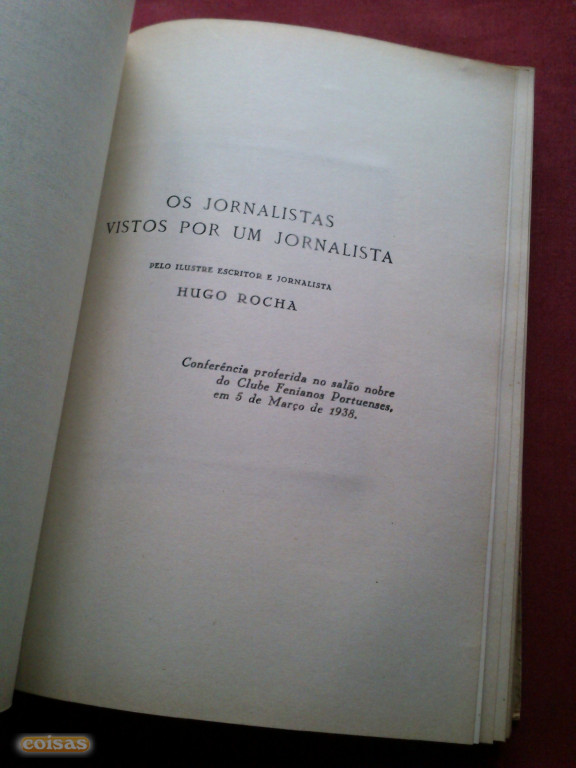 OS JORNALISTAS
VISTOS POR UM JORNALISTA
PELO ILUSTRE ESCRITOR E JORNALISTA
HUGO ROCHA
Conferência proferida no salão nobre
do Clube Fenianos Portuenses,
em 5 de Março de 1938.
coisas